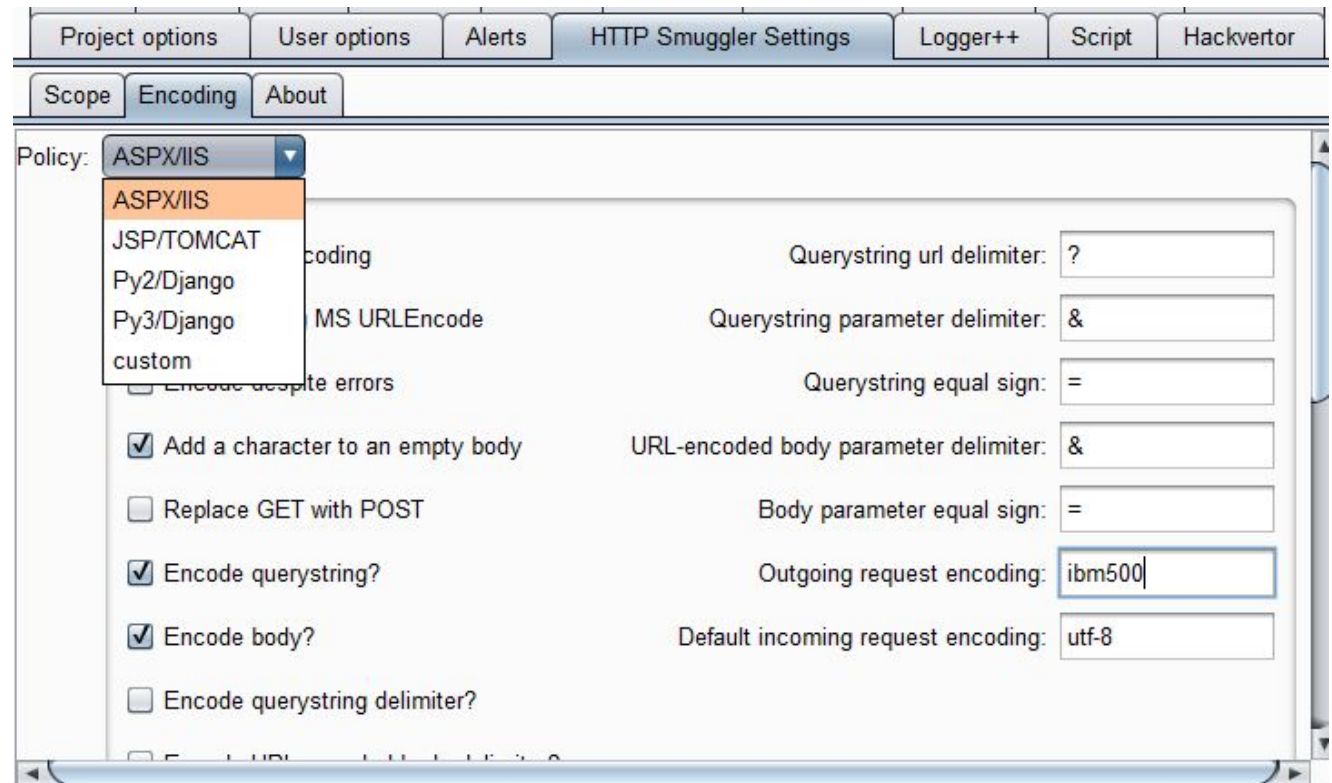 Project options User options Alerts HTTP Smuggler Settings Logger++ Script Hackvertor
Scope Encoding About
Policy: ASPX/IIS
ASPX/IIS
JSP/TOMCAT
Py2/Django
Py3/Django
custom
coding Querystring url delimiter: ?
MS URLEncode Querystring parameter delimiter: &
Encode despite errors Querystring equal sign: =
Add a character to an empty body URL-encoded body parameter delimiter: &
Replace GET with POST Body parameter equal sign: =
Encode querystring? Outgoing request encoding: ibm500
Encode body? Default incoming request encoding: utf-8
Encode querystring delimiter?